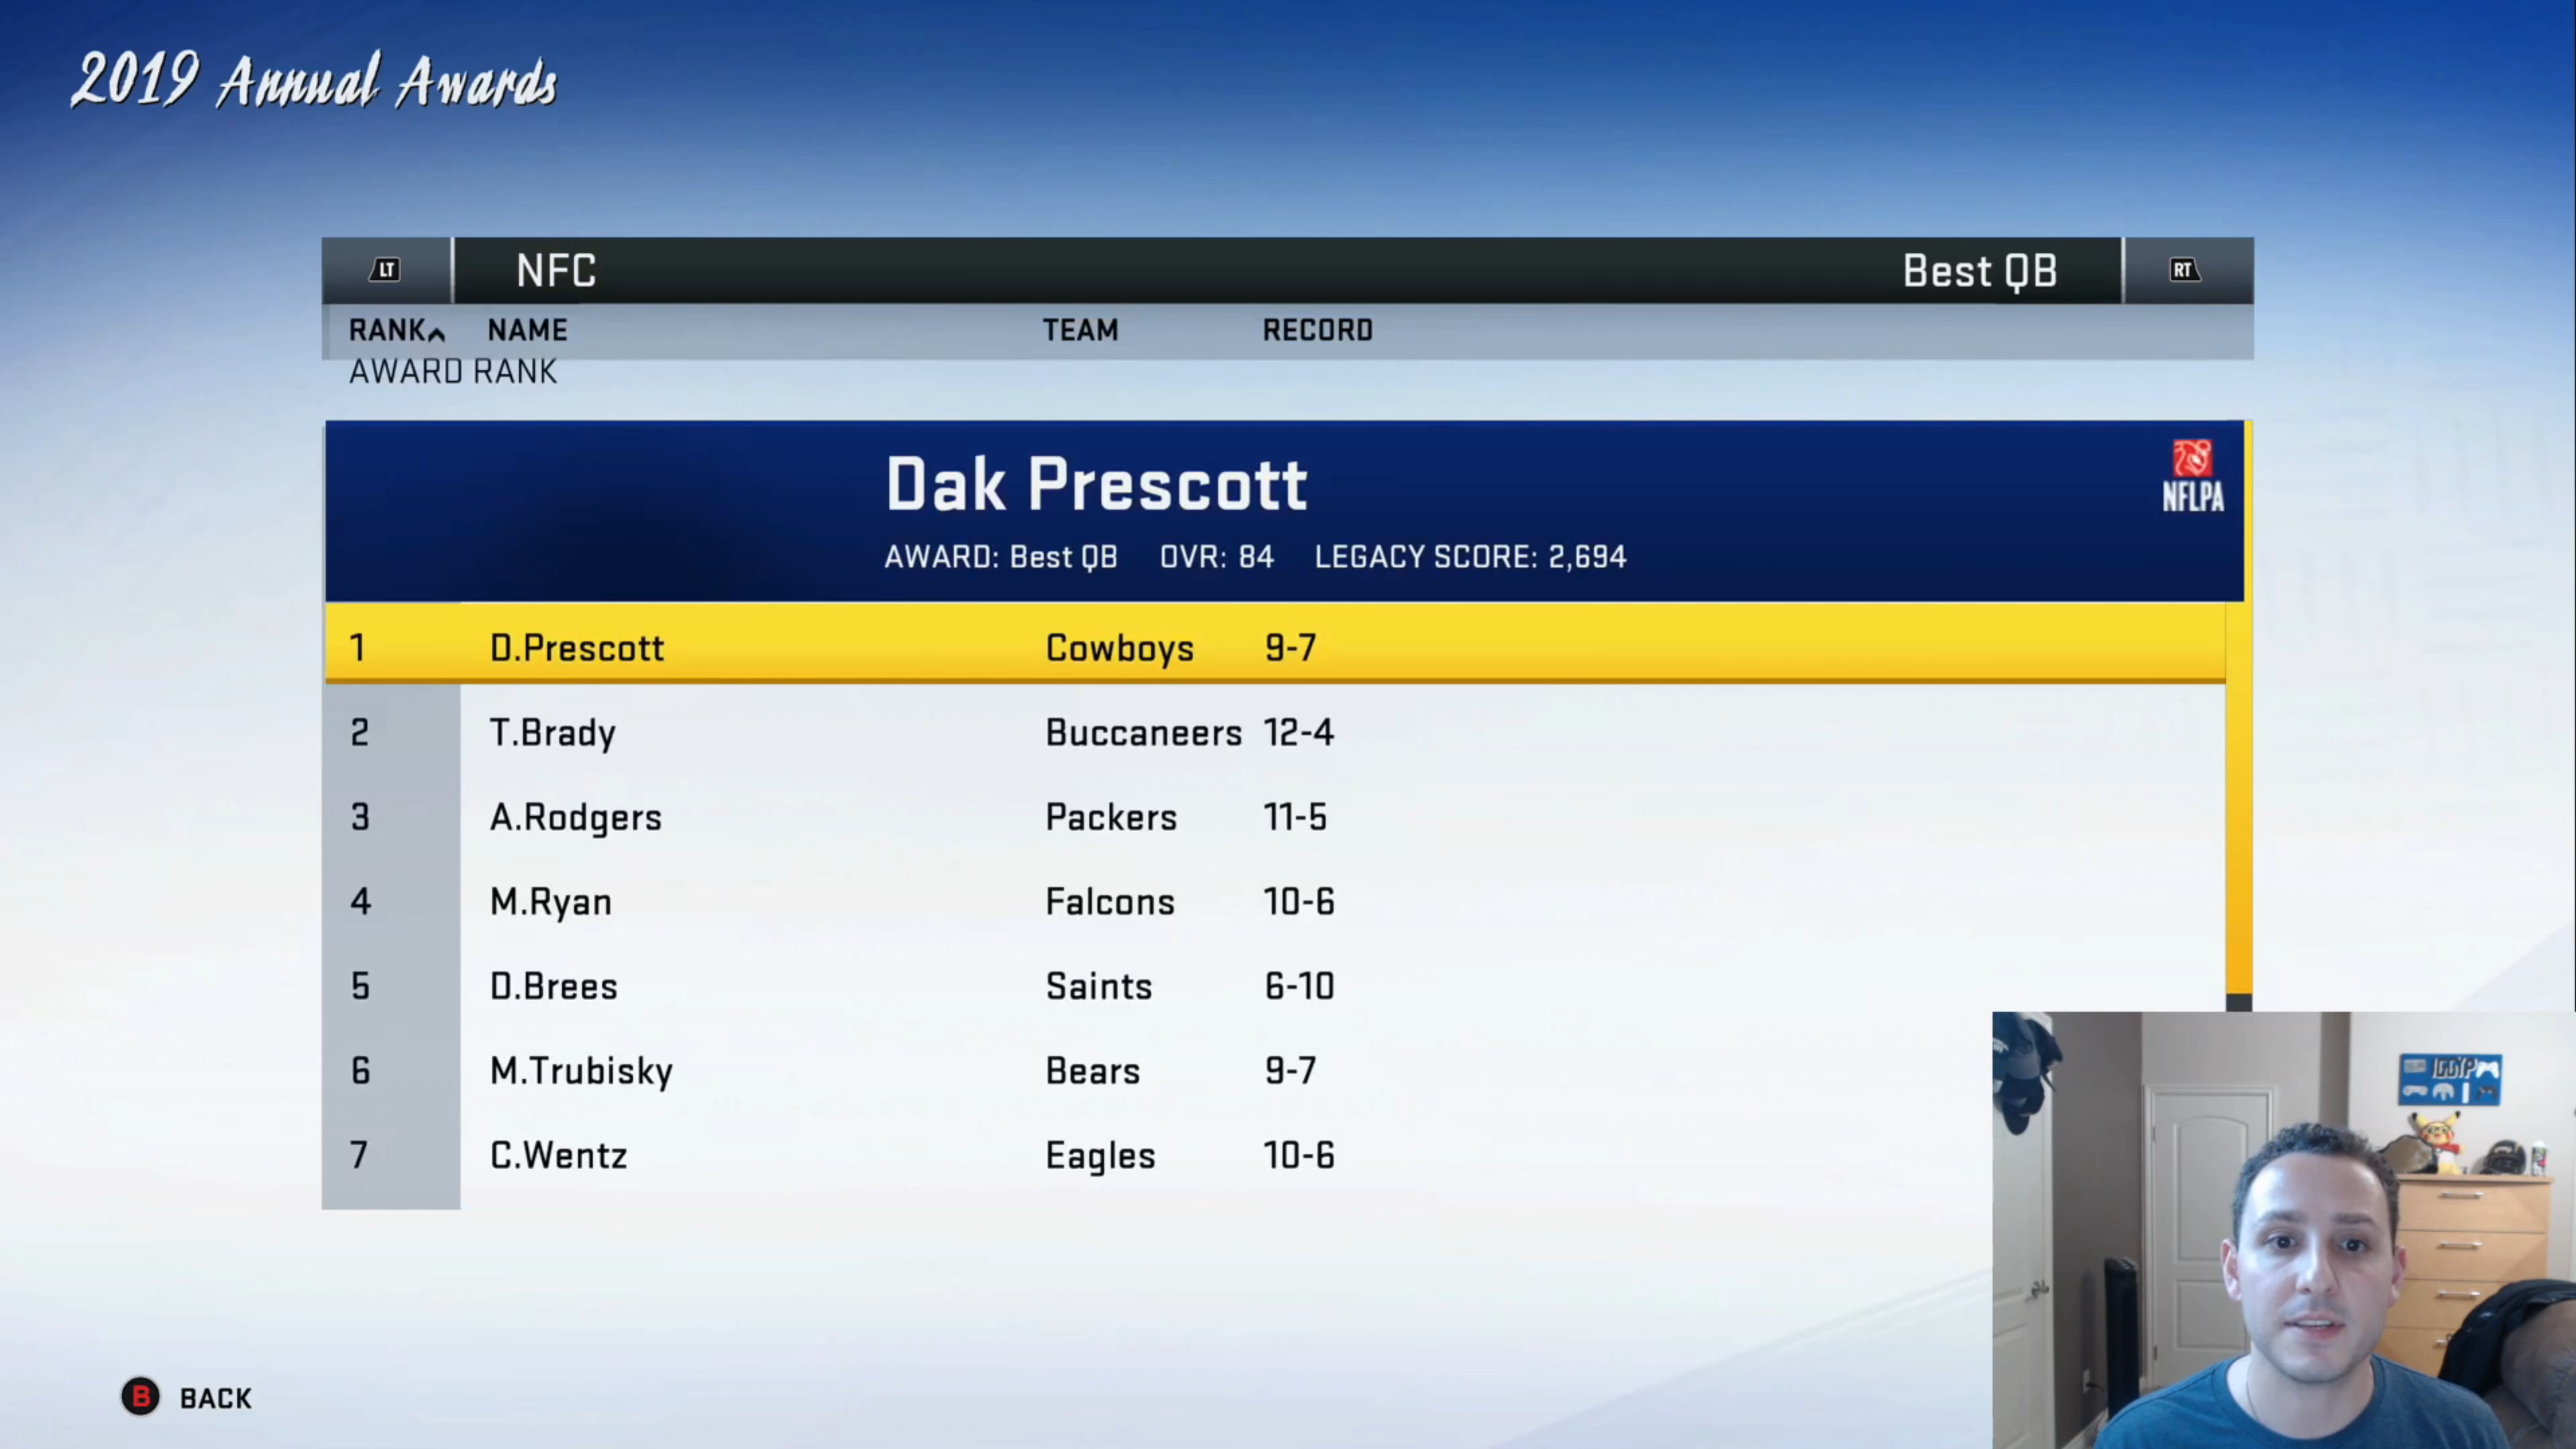 2019 Annual Awards
LT NFC Best QB RT
RANK NAME TEAM RECORD
AWARD RANK
Dak Prescott
NFLPA
AWARD: Best QB OVR: 84 LEGACY SCORE: 2,694
1 D.Prescott Cowboys 9-7
2 T.Brady Buccaneers 12-4
3 A.Rodgers Packers 11-5
4 M.Ryan Falcons 10-6
5 D.Brees Saints 6-10
6 M.Trubisky Bears 9-7
7 C.Wentz Eagles 10-6
IGGYP
B BACK